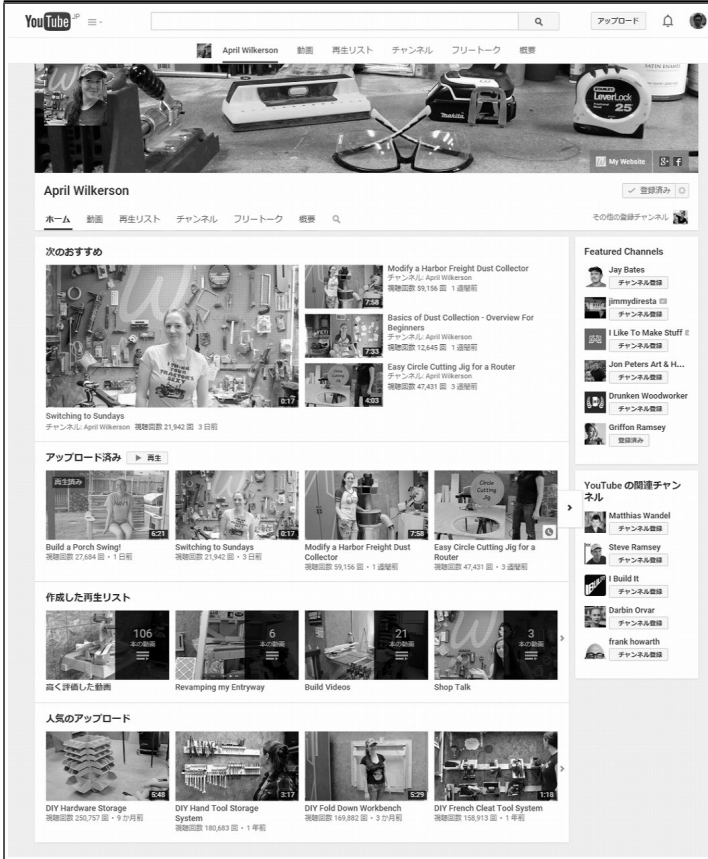 YouTube JP
アップロード
April Wilkerson 動画 再生リスト チャンネル フリートーク 概要
SATIN ENAMEL
STANLEY
LeverLock
25'
Makita
My Website
April Wilkerson
登録済み
ホーム 動画 再生リスト チャンネル フリートーク 概要
その他の登録チャンネル
次のおすすめ
I THINK YOUR TRACTOR'S SEXY
0:17
Switching to Sundays
チャンネル: April Wilkerson 視聴回数 21,942 回 3 日前
7:58
Modify a Harbor Freight Dust Collector
チャンネル: April Wilkerson
視聴回数 59,156 回 1 週間前
7:33
Basics of Dust Collection - Overview For
Beginners
チャンネル: April Wilkerson
視聴回数 12,645 回 1 週間前
Circle Cutting Jig
4:03
Easy Circle Cutting Jig for a Router
チャンネル: April Wilkerson
視聴回数 47,431 回 3 週間前
アップロード済み 再生
再生済み
6:21
Build a Porch Swing!
視聴回数 27,684 回・1 日前
0:17
Switching to Sundays
視聴回数 21,942 回・3 日前
7:58
Modify a Harbor Freight Dust
Collector
視聴回数 59,156 回・1 週間前
Circle
Cutting
Jig
Easy Circle Cutting Jig for a
Router
視聴回数 47,431 回・3 週間前
作成した再生リスト
106
本の動画
高く評価した動画
6
本の動画
Revamping my Entryway
21
本の動画
Build Videos
3
本の動画
Shop Talk
人気のアップロード
5:48
DIY Hardware Storage
視聴回数 250,757 回・9 か月前
3:17
DIY Hand Tool Storage
System
視聴回数 180,683 回・1 年前
5:29
DIY Fold Down Workbench
視聴回数 169,882 回・3 か月前
1:18
DIY French Cleat Tool System
視聴回数 158,913 回・1 年前
Featured Channels
Jay Bates
チャンネル登録
jimmydiresta
チャンネル登録
I Like To Make Stuff
チャンネル登録
Jon Peters Art & H...
チャンネル登録
Drunken Woodworker
チャンネル登録
Griffon Ramsey
登録済み
YouTube の関連チャン
ネル
Matthias Wandel
チャンネル登録
Steve Ramsey
チャンネル登録
I Build It
チャンネル登録
Darbin Orvar
チャンネル登録
frank howarth
チャンネル登録